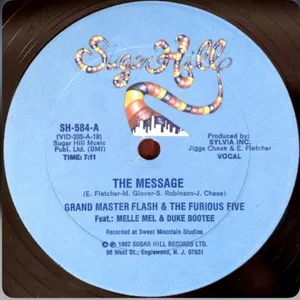 Sugar Hill
SH-584-A
(VID-235-A-19)
Sugar Hill Music
Publ. Ltd. (BMI)
TIME: 7:11
Produced by:
SYLVIA INC.
Jiggs Chase & E. Fletcher
VOCAL
THE MESSAGE
(E. Fletcher-M. Glover-S. Robinson-J. Chase)
GRAND MASTER FLASH & THE FURIOUS FIVE
Feat.: MELLE MEL & DUKE BOOTEE
Recorded at Sweet Mountain Studios
© ℗ 1982 SUGAR HILL RECORDS LTD.
96 West St., Englewood, N. J. 07631